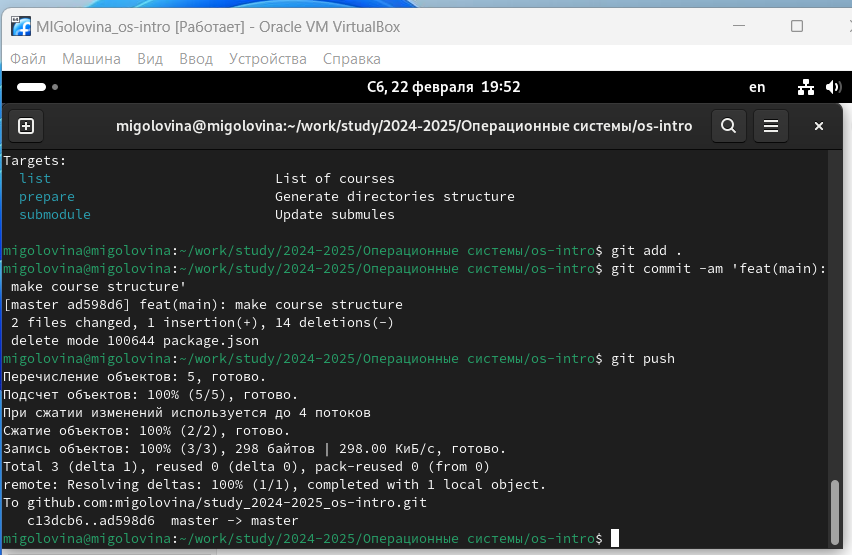 MIGolovina_os-intro [Работает] - Oracle VM VirtualBox
Файл Машина Вид Ввод Устройства Справка
Сб, 22 февраля 19:52 en
migolovina@migolovina:~/work/study/2024-2025/Операционные системы/os-intro
Targets:
list List of courses
prepare Generate directories structure
submodule Update submules
migolovina@migolovina:~/work/study/2024-2025/Операционные системы/os-intro$ git add .
migolovina@migolovina:~/work/study/2024-2025/Операционные системы/os-intro$ git commit -am 'feat(main):
make course structure'
[master ad598d6] feat(main): make course structure
2 files changed, 1 insertion(+), 14 deletions(-)
delete mode 100644 package.json
migolovina@migolovina:~/work/study/2024-2025/Операционные системы/os-intro$ git push
Перечисление объектов: 5, готово.
Подсчет объектов: 100% (5/5), готово.
При сжатии изменений используется до 4 потоков
Сжатие объектов: 100% (2/2), готово.
Запись объектов: 100% (3/3), 298 байтов | 298.00 КиБ/с, готово.
Total 3 (delta 1), reused 0 (delta 0), pack-reused 0 (from 0)
remote: Resolving deltas: 100% (1/1), completed with 1 local object.
To github.com:migolovina/study_2024-2025_os-intro.git
c13dcb6..ad598d6 master -> master
migolovina@migolovina:~/work/study/2024-2025/Операционные системы/os-intro$